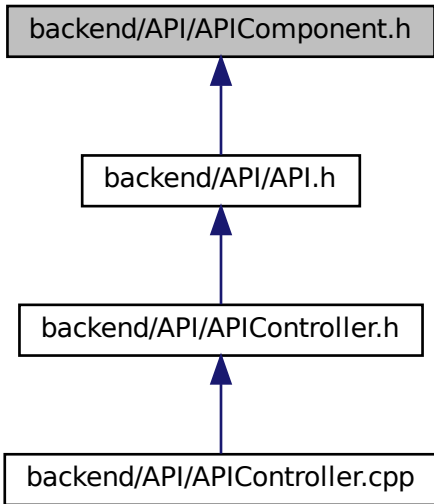 backend/API/APIComponent.h
backend/API/API.h
backend/API/APIController.h
backend/API/APIController.cpp